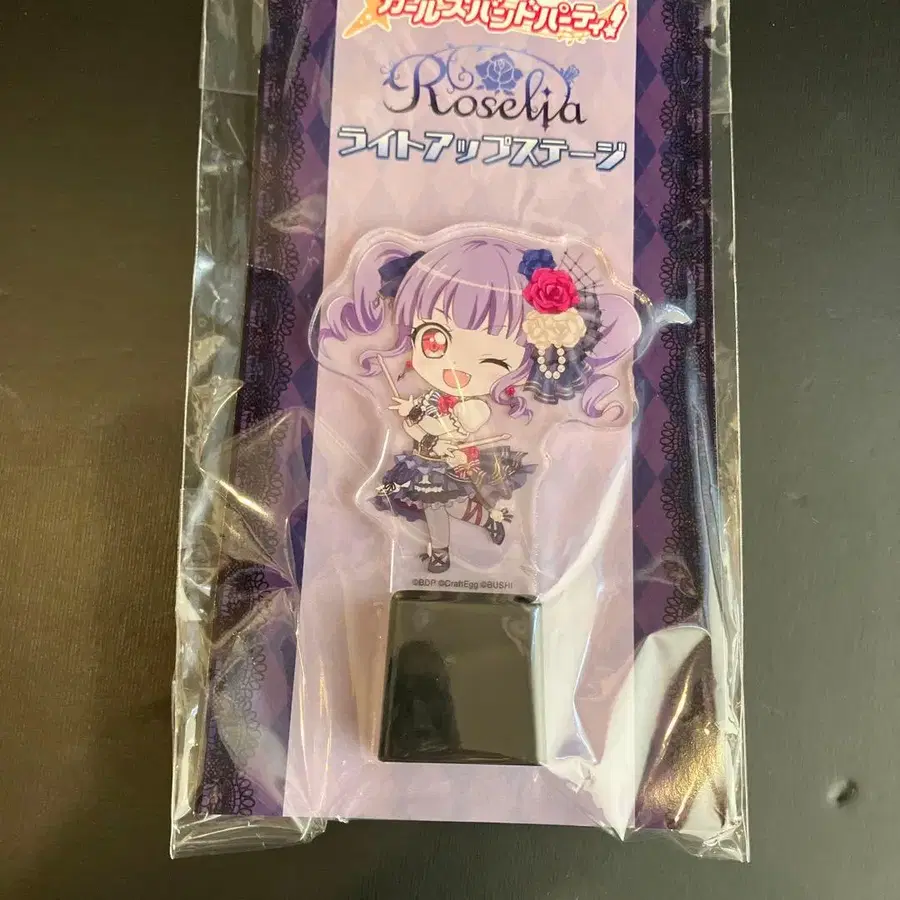 ガールズバンドパーティ!
Roselia
ライトアップステージ
©BDP ©CraftEgg ©BUSHI